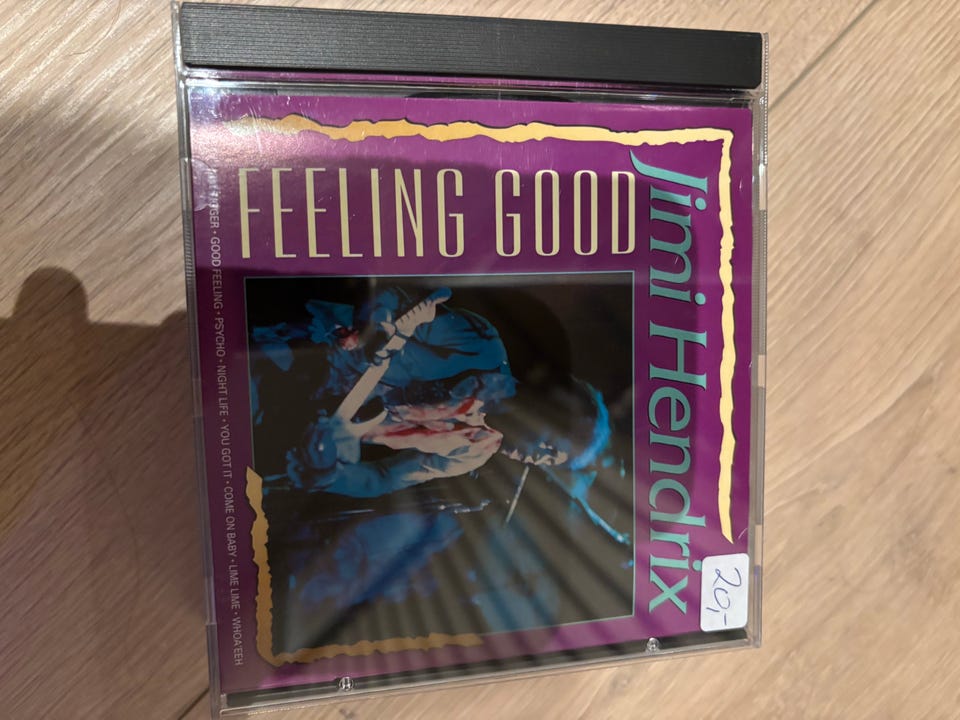 Jimi Hendrix
FEELING GOOD
GOOD FEELING • PSYCHO • NIGHT LIFE • YOU GOT IT • COME ON BABY • LIME LIME • WHOA'EEH
20,-